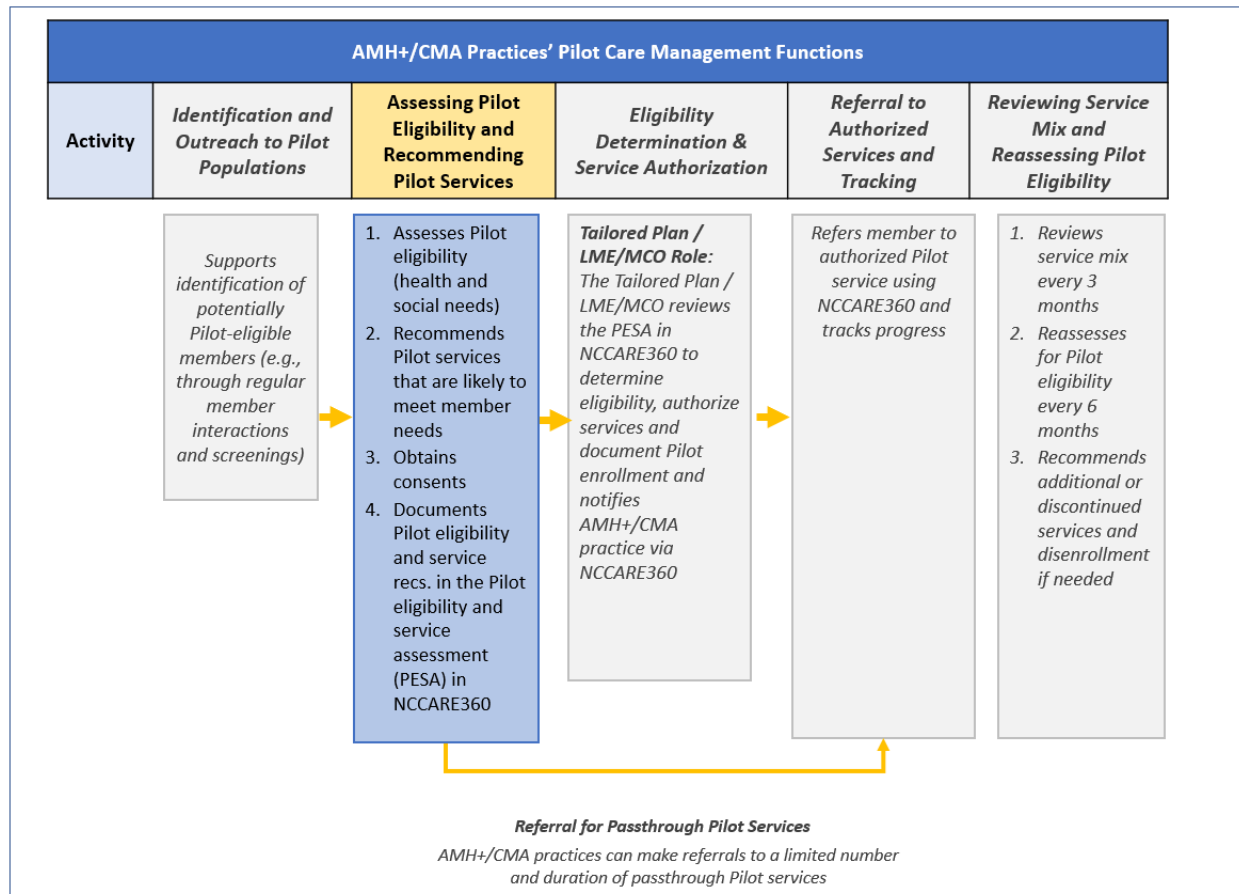 AMH+/CMA Practices’ Pilot Care Management Functions
Activity
Identification and
Outreach to Pilot
Populations
Assessing Pilot
Eligibility and
Recommending
Pilot Services
Eligibility
Determination &
Service Authorization
Referral to
Authorized
Services and
Tracking
Reviewing Service
Mix and
Reassessing Pilot
Eligibility
Supports
identification of
potentially
Pilot-eligible
members (e.g.,
through regular
member
interactions
and screenings)
1. Assesses Pilot
eligibility
(health and
social needs)
2. Recommends
Pilot services
that are likely to
meet member
needs
3. Obtains
consents
4. Documents
Pilot eligibility
and service
recs. in the Pilot
eligibility and
service
assessment
(PESA) in
NCCARE360
Tailored Plan /
LME/MCO Role:
The Tailored Plan /
LME/MCO reviews
the PESA in
NCCARE360 to
determine
eligibility, authorize
services and
document Pilot
enrollment and
notifies
AMH+/CMA
practice via
NCCARE360
Refers member to
authorized Pilot
service using
NCCARE360 and
tracks progress
1. Reviews
service mix
every 3
months
2. Reassesses
for Pilot
eligibility
every 6
months
3. Recommends
additional or
discontinued
services and
disenrollment
if needed
Referral for Passthrough Pilot Services
AMH+/CMA practices can make referrals to a limited number
and duration of passthrough Pilot services